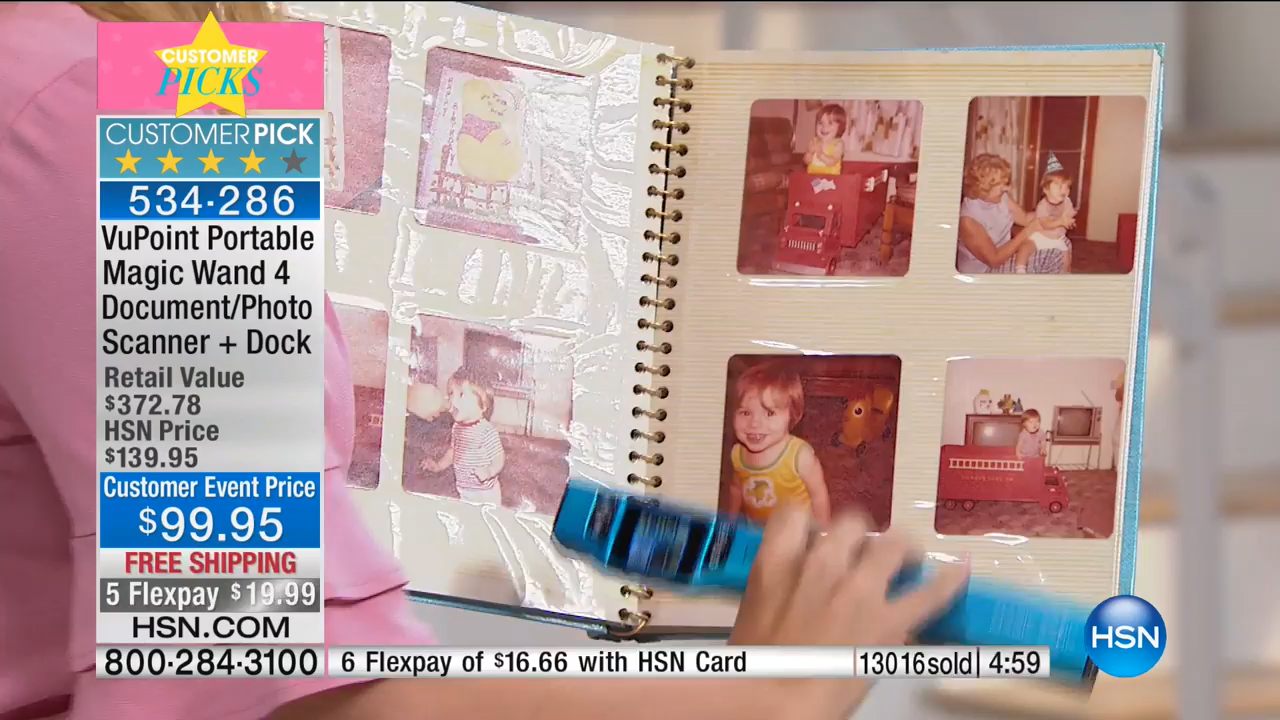 CUSTOMER
PICKS
CUSTOMER PICK
534·286
VuPoint Portable
Magic Wand 4
Document/Photo
Scanner + Dock
Retail Value
$372.78
HSN Price
$139.95
Customer Event Price
$99.95
FREE SHIPPING
5 Flexpay $19.99
HSN.COM
800·284·3100
6 Flexpay of $16.66 with HSN Card
13016sold
4:59
HSN